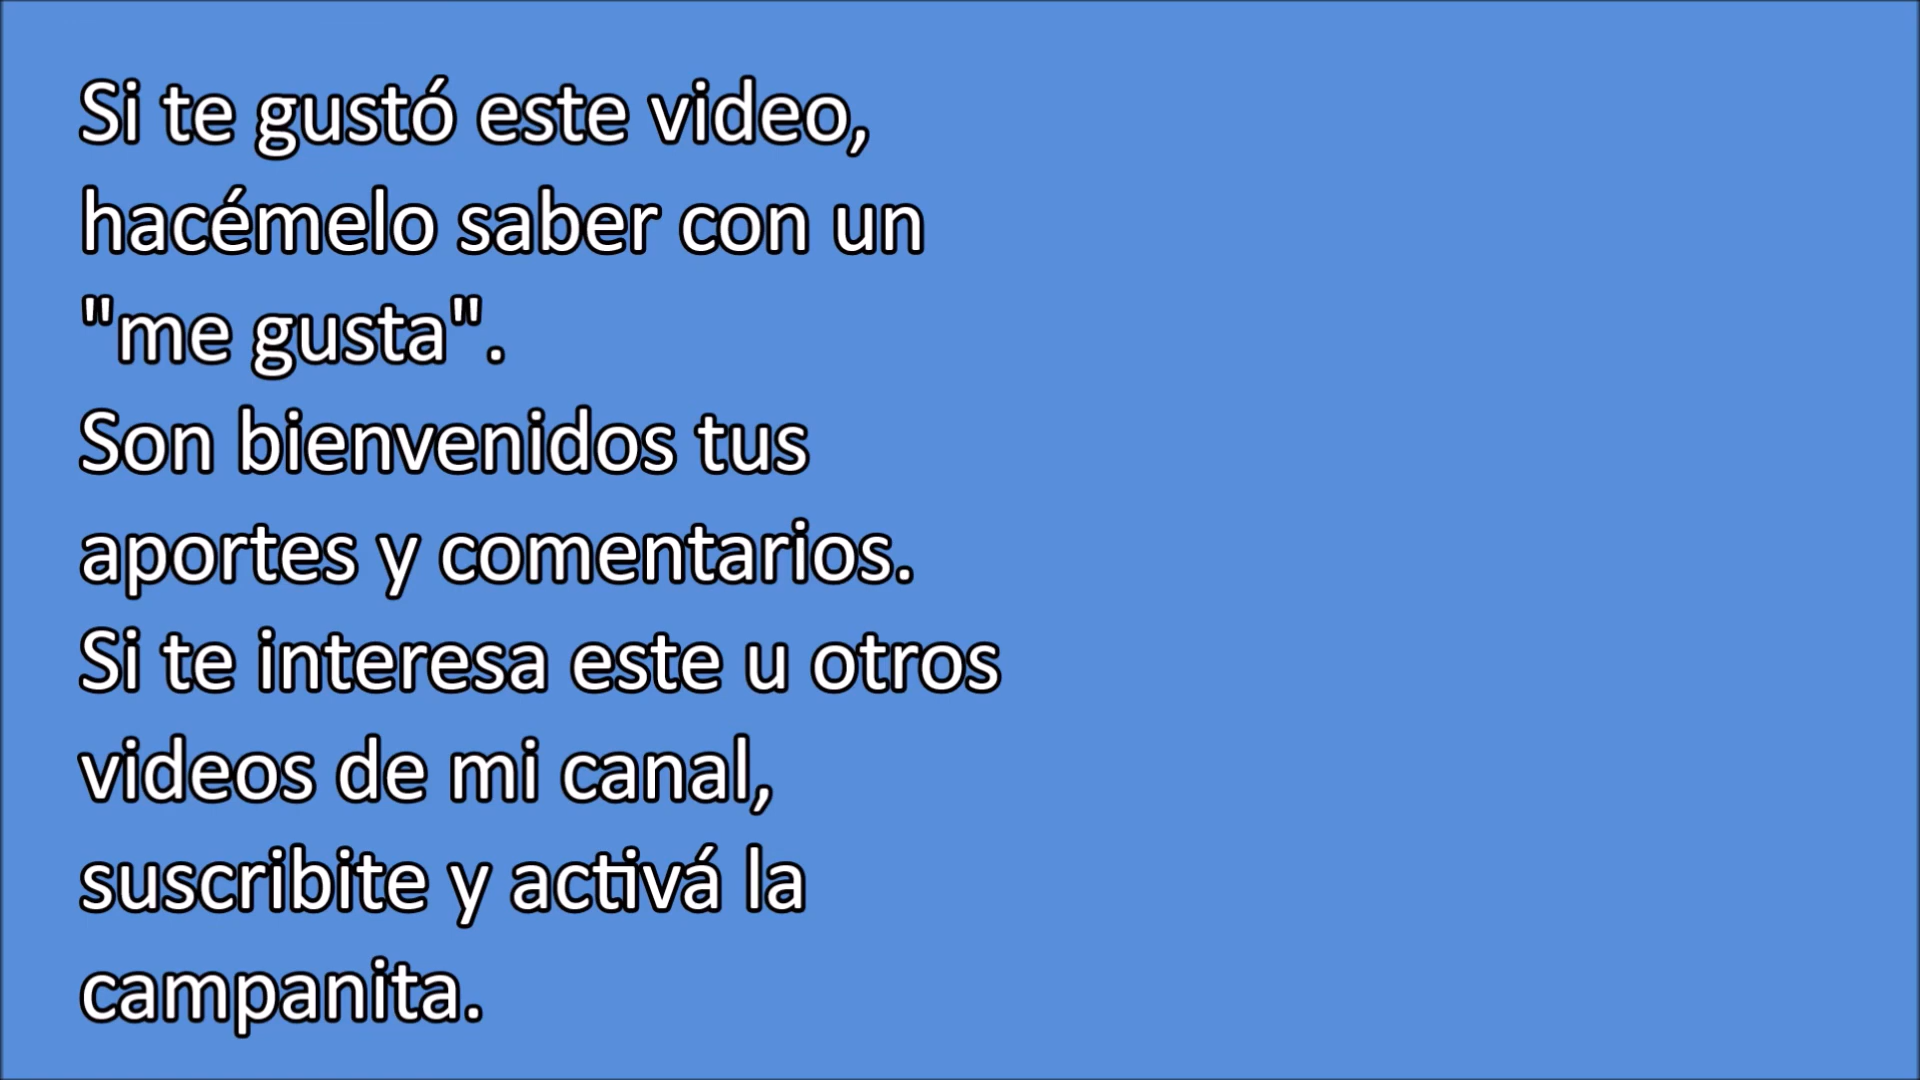 Si te gustó este video,
hacémelo saber con un
"me gusta".
Son bienvenidos tus
aportes y comentarios.
Si te interesa este u otros
videos de mi canal,
suscribite y activá la
campanita.